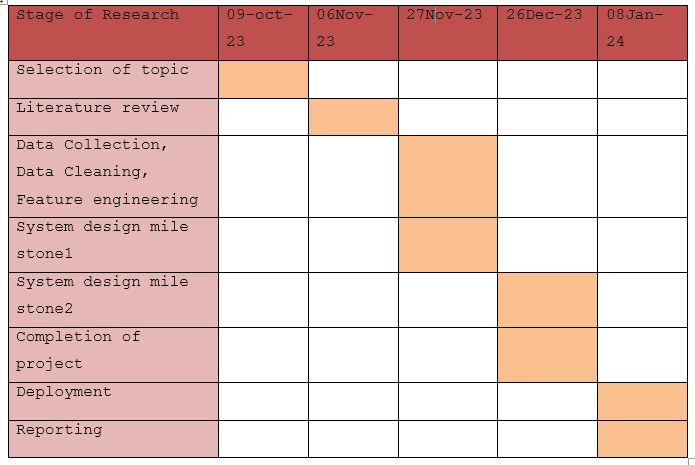 Stage of Research 09-oct-23 06Nov-23 27Nov-23 26Dec-23 08Jan-24
Selection of topic
Literature review
Data Collection,
Data Cleaning,
Feature engineering
System design mile
stone1
System design mile
stone2
Completion of
project
Deployment
Reporting